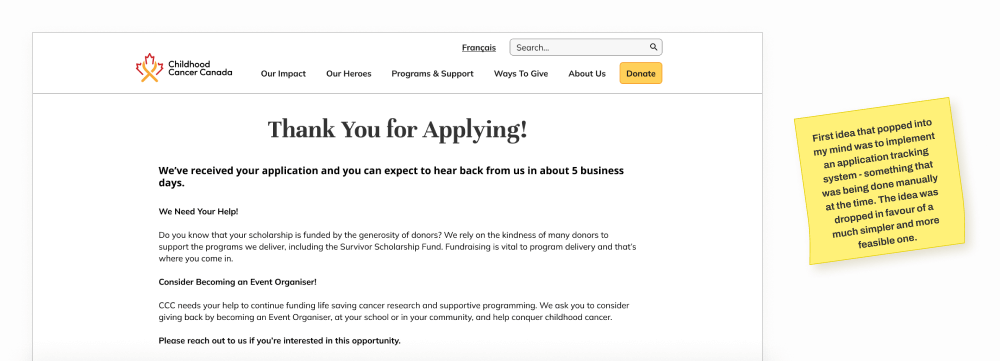 Français
Search...
Childhood
Cancer Canada
Our Impact
Our Heroes
Programs & Support
Ways To Give
About Us
Donate
Thank You for Applying!
We've received your application and you can expect to hear back from us in about 5 business
days.
We Need Your Help!
Do you know that your scholarship is funded by the generosity of donors? We rely on the kindness of many donors to
support the programs we deliver, including the Survivor Scholarship Fund. Fundraising is vital to program delivery and that's
where you come in.
Consider Becoming an Event Organiser!
CCC needs your help to continue funding life saving cancer research and supportive programming. We ask you to consider
giving back by becoming an Event Organiser, at your school or in your community, and help conquer childhood cancer.
Please reach out to us if you're interested in this opportunity.
First idea that popped into
my mind was to implement
an application tracking
system - something that
was being done manually
at the time. The idea was
dropped in favour of a
much simpler and more
feasible one.